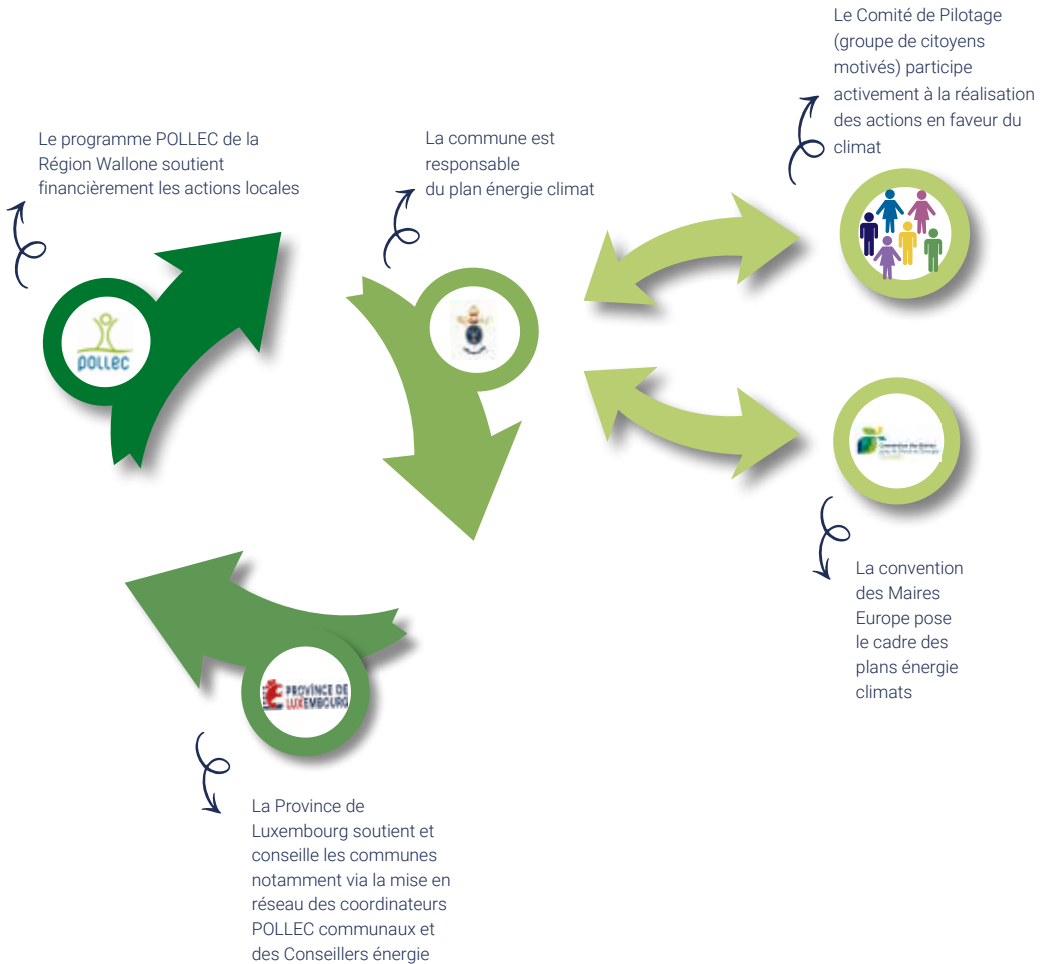 Le Comité de Pilotage
(groupe de citoyens
motivés) participe
activement à la réalisation
des actions en faveur du
climat
Le programme POLLEC de la
Région Wallone soutient
financièrement les actions locales
La commune est
responsable
du plan énergie climat
pollec
La convention
des Maires
Europe pose
le cadre des
plans énergie
climats
PROVINCE DE
LUXEMBOURG
La Province de
Luxembourg soutient et
conseille les communes
notamment via la mise en
réseau des coordinateurs
POLLEC communaux et
des Conseillers énergie